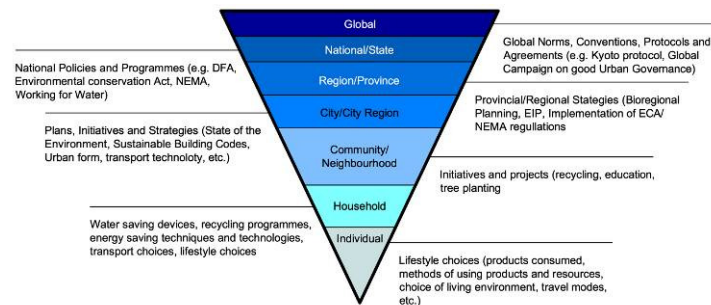 Global
National/State
Region/Province
City/City Region
Community/
Neighbourhood
Household
Individual
National Policies and Programmes (e.g. DFA,
Environmental conservation Act, NEMA,
Working for Water)
Plans, Initiatives and Strategies (State of the
Environment, Sustainable Building Codes,
Urban form, transport technoloty, etc.)
Water saving devices, recycling programmes,
energy saving techniques and technologies,
transport choices, lifestyle choices
Global Norms, Conventions, Protocols and
Agreements (e.g. Kyoto protocol, Global
Campaign on good Urban Governance)
Provincial/Regional Stategies (Bioregional
Planning, EIP, Implementation of ECA/
NEMA regullations
Initiatives and projects (recycling, education,
tree planting
Lifestyle choices (products consumed,
methods of using products and resources,
choice of living environment, travel modes,
etc.)